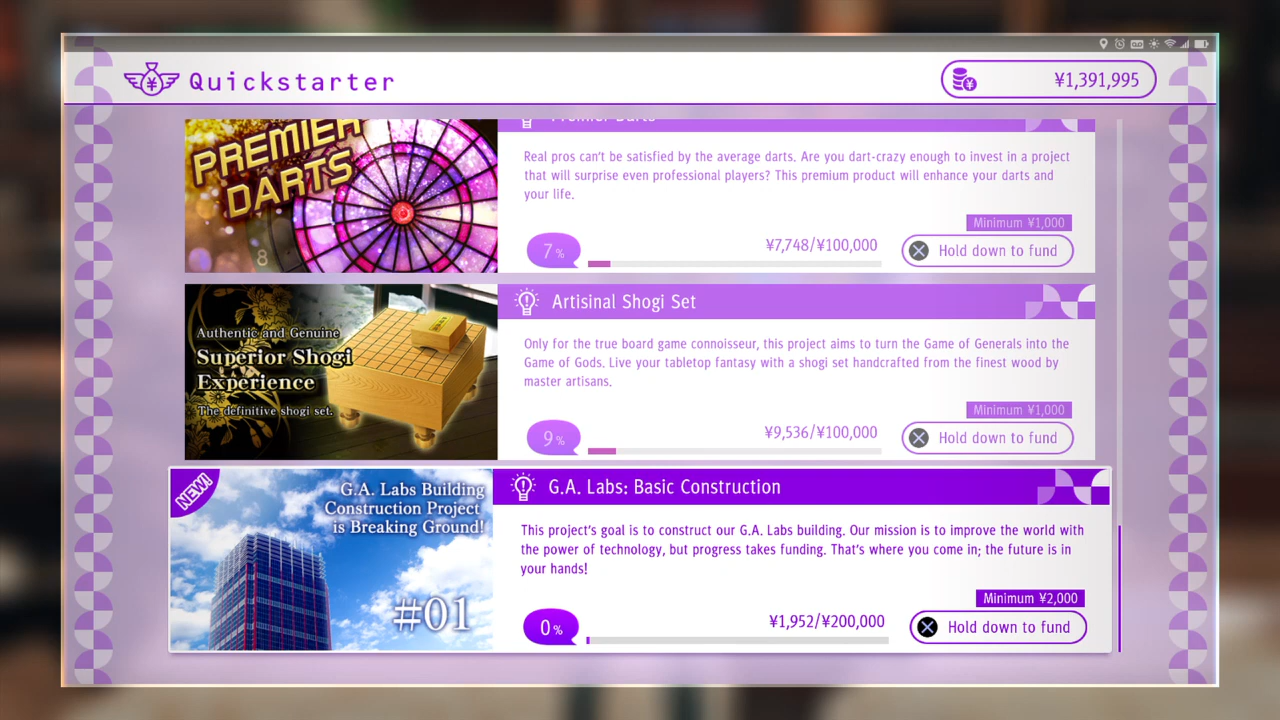 Quickstarter
¥1,391,995
PREMIER
DARTS
8
Premier Darts
Real pros can't be satisfied by the average darts. Are you dart-crazy enough to invest in a project
that will surprise even professional players? This premium product will enhance your darts and
your life.
Minimum ¥1,000
7%
¥7,748/¥100,000
Hold down to fund
Authentic and Genuine
Superior Shogi
Experience
The definitive shogi set.
Artisinal Shogi Set
Only for the true board game connoisseur, this project aims to turn the Game of Generals into the
Game of Gods. Live your tabletop fantasy with a shogi set handcrafted from the finest wood by
master artisans.
Minimum ¥1,000
9%
¥9,536/¥100,000
Hold down to fund
NEW!
G.A. Labs Building
Construction Project
is Breaking Ground!
#01
G.A. Labs: Basic Construction
This project's goal is to construct our G.A. Labs building. Our mission is to improve the world with
the power of technology, but progress takes funding. That's where you come in; the future is in
your hands!
Minimum ¥2,000
0%
¥1,952/¥200,000
Hold down to fund